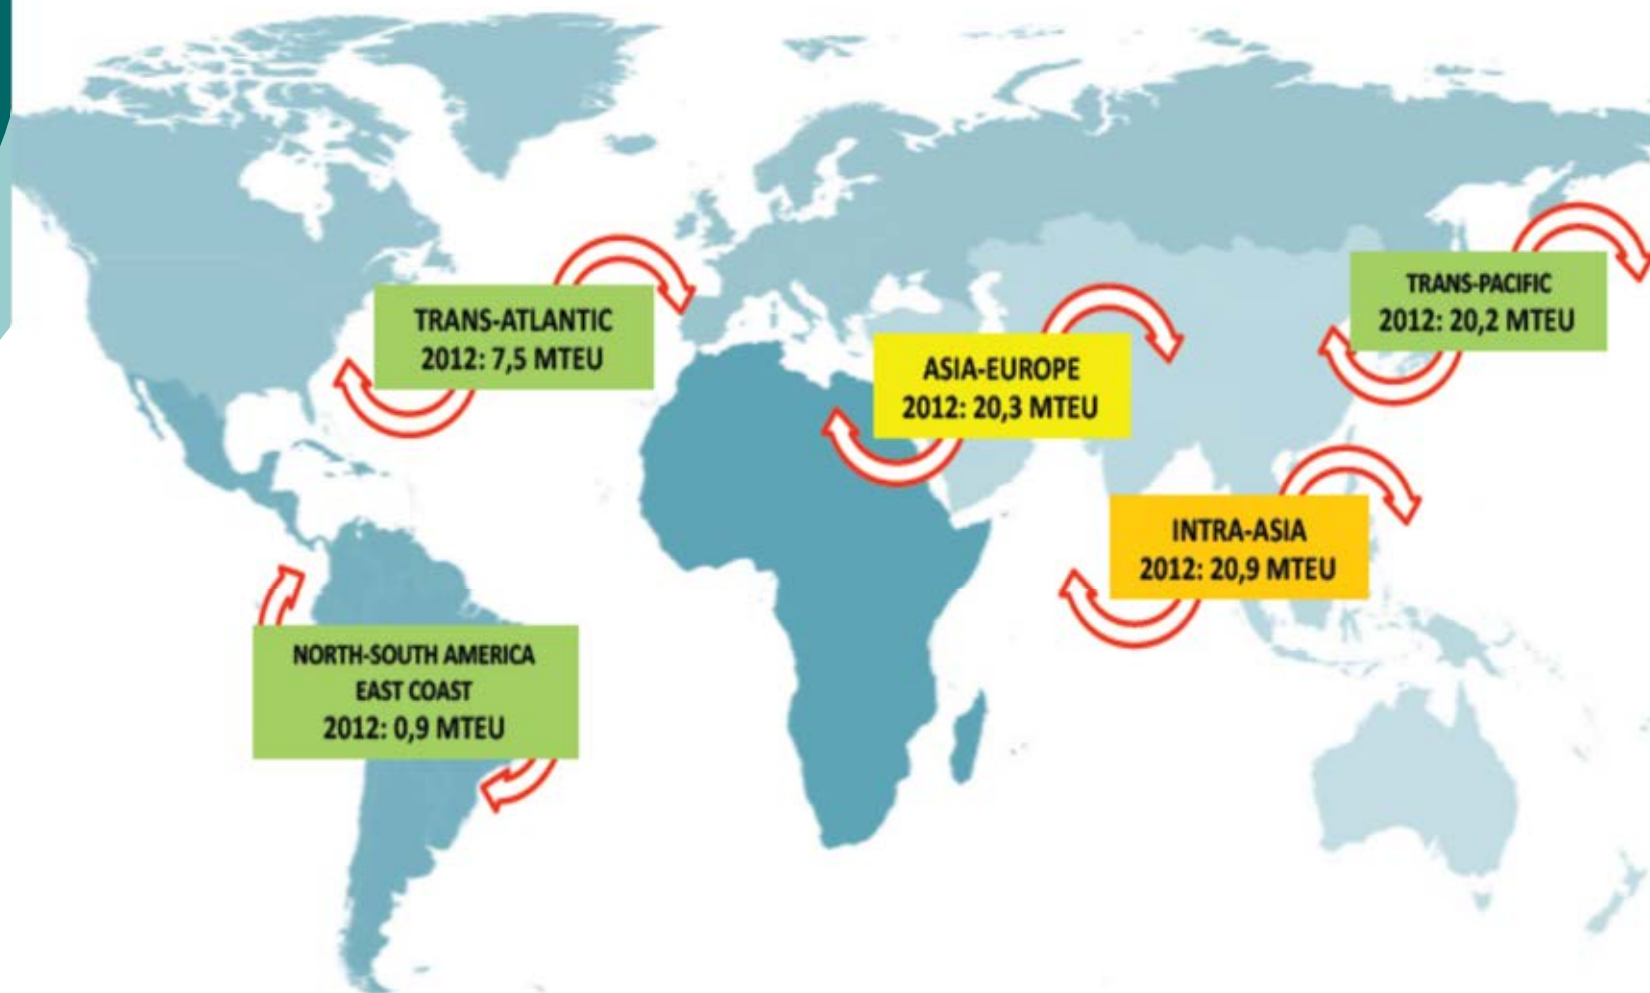 TRANS-ATLANTIC
2012: 7,5 MTEU
TRANS-PACIFIC
2012: 20,2 MTEU
ASIA-EUROPE
2012: 20,3 MTEU
INTRA-ASIA
2012: 20,9 MTEU
NORTH-SOUTH AMERICA
EAST COAST
2012: 0,9 MTEU